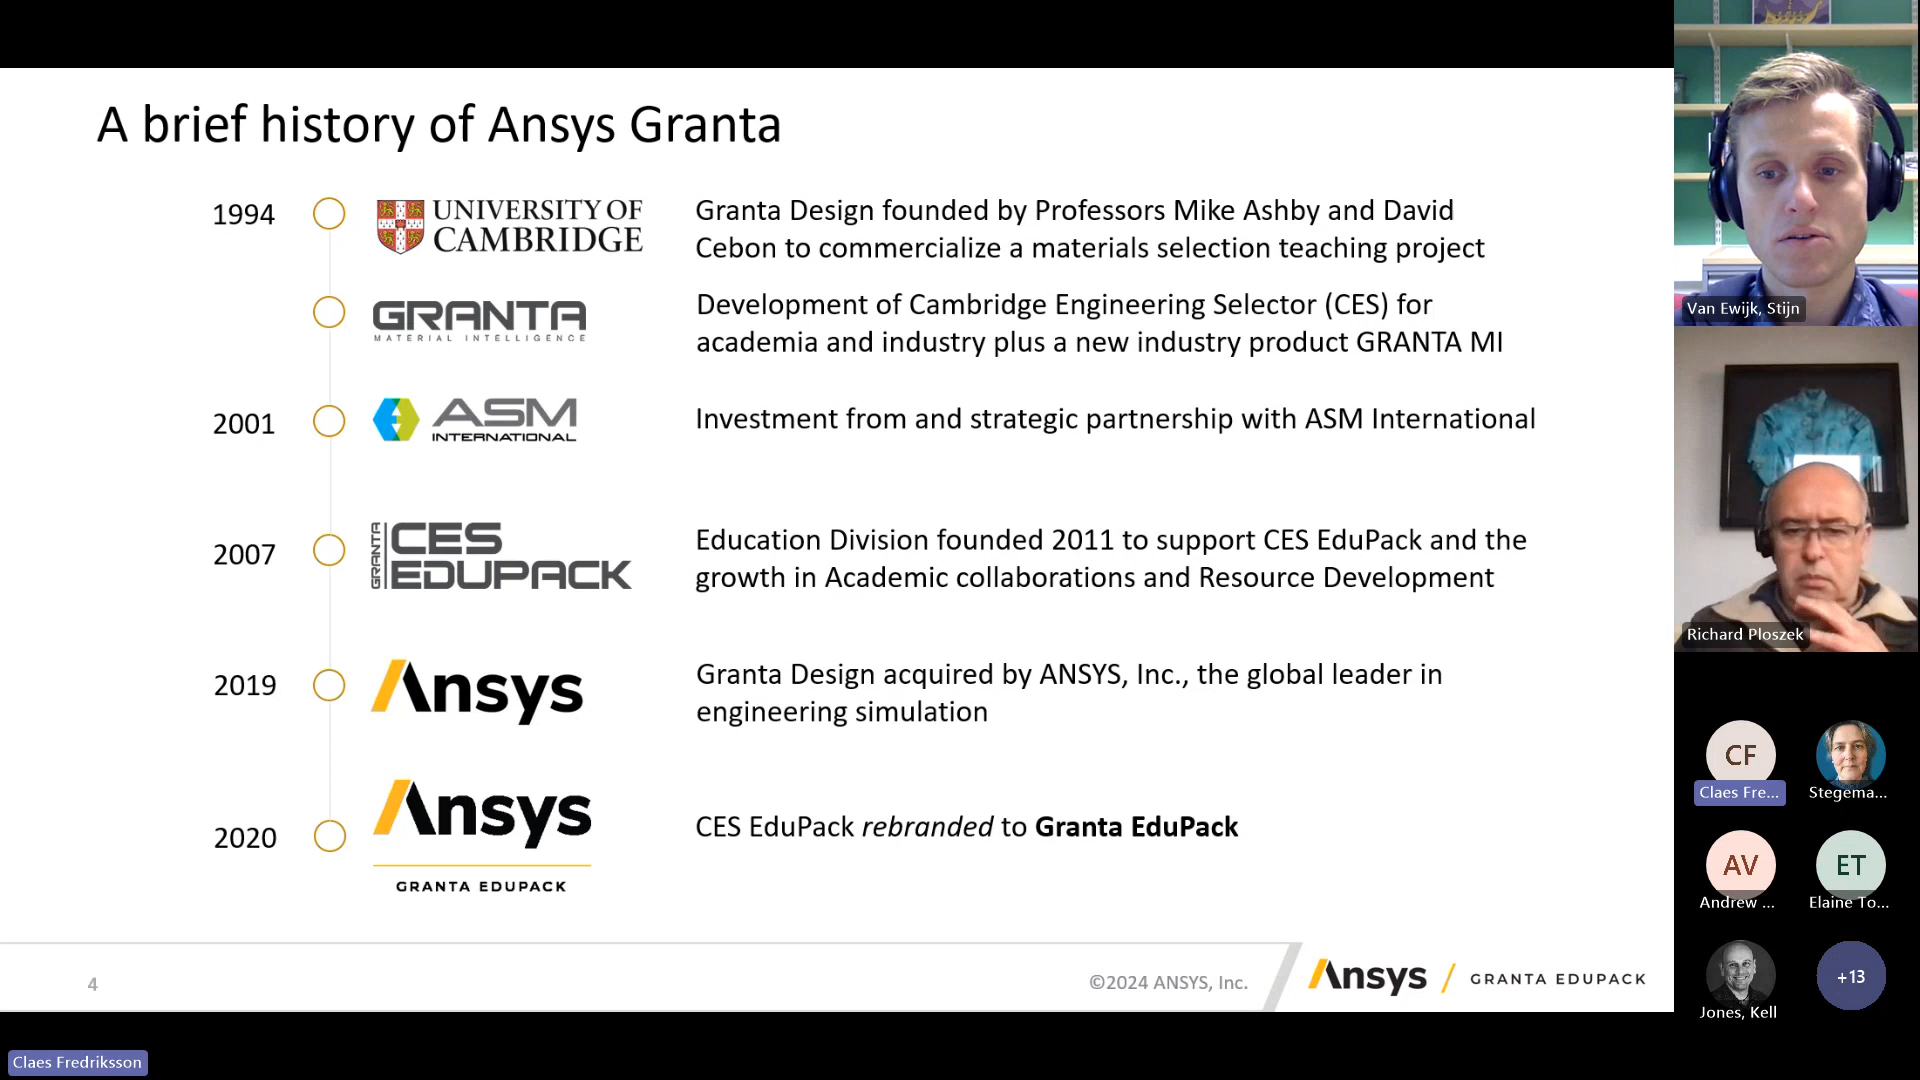 A brief history of Ansys Granta
1994
UNIVERSITY OF
CAMBRIDGE
Granta Design founded by Professors Mike Ashby and David
Cebon to commercialize a materials selection teaching project
GRANTA
MATERIAL INTELLIGENCE
Development of Cambridge Engineering Selector (CES) for
academia and industry plus a new industry product GRANTA MI
2001
ASM
INTERNATIONAL
Investment from and strategic partnership with ASM International
2007
GRANTA
CES
EDUPACK
Education Division founded 2011 to support CES EduPack and the
growth in Academic collaborations and Resource Development
2019
Ansys
Granta Design acquired by ANSYS, Inc., the global leader in
engineering simulation
2020
Ansys
GRANTA EDUPACK
CES EduPack rebranded to Granta EduPack
4
©2024 ANSYS, Inc.
Ansys / GRANTA EDUPACK
Claes Fredriksson
Van Ewijk, Stijn
Richard Ploszek
CF
Claes Fre...
Stegema...
AV
Andrew ...
ET
Elaine To...
Jones, Kell
+13